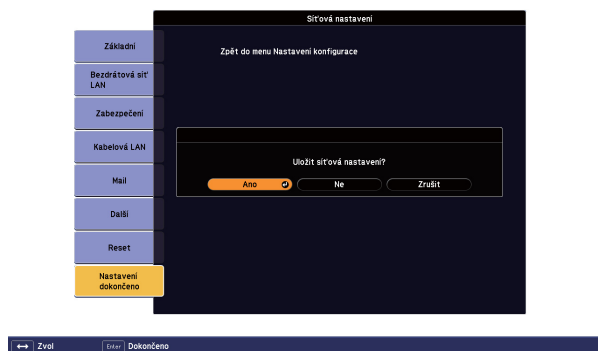 Síťová nastavení
Základní
Zpět do menu Nastavení konfigurace
Bezdrátová síť
LAN
Zabezpečení
Kabelová LAN
Uložit síťová nastavení?
Mail
Ano Ne Zrušit
Další
Reset
Nastavení
dokončeno
Zvol Enter Dokončeno